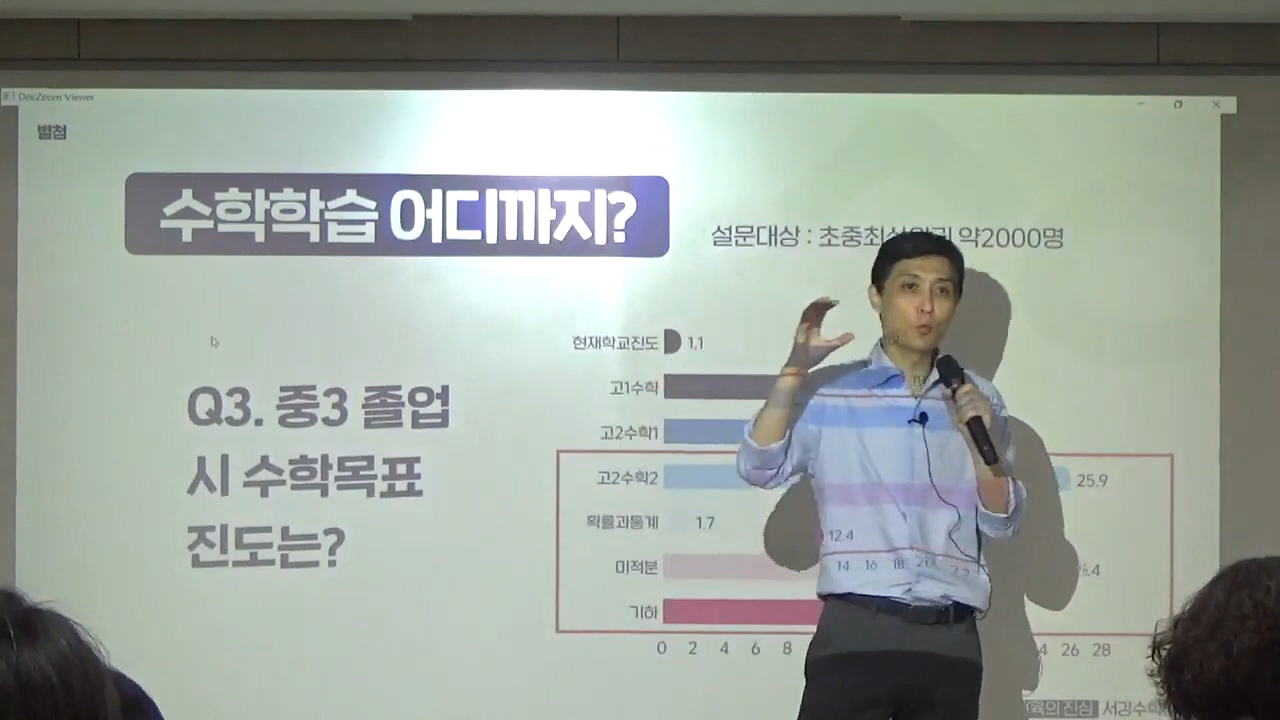 DocZoom Viewer
별첨
수학학습 어디까지?
설문대상 : 초중최상위권 약2000명
Q3. 중3 졸업
시 수학목표
진도는?
현재학교진도 1.1
고1수학
고2수학1
고2수학2 25.9
확률과통계 1.7
미적분
기하 12.4
0 2 4 6 8 14 16 18 20 22 26 28
서강수학